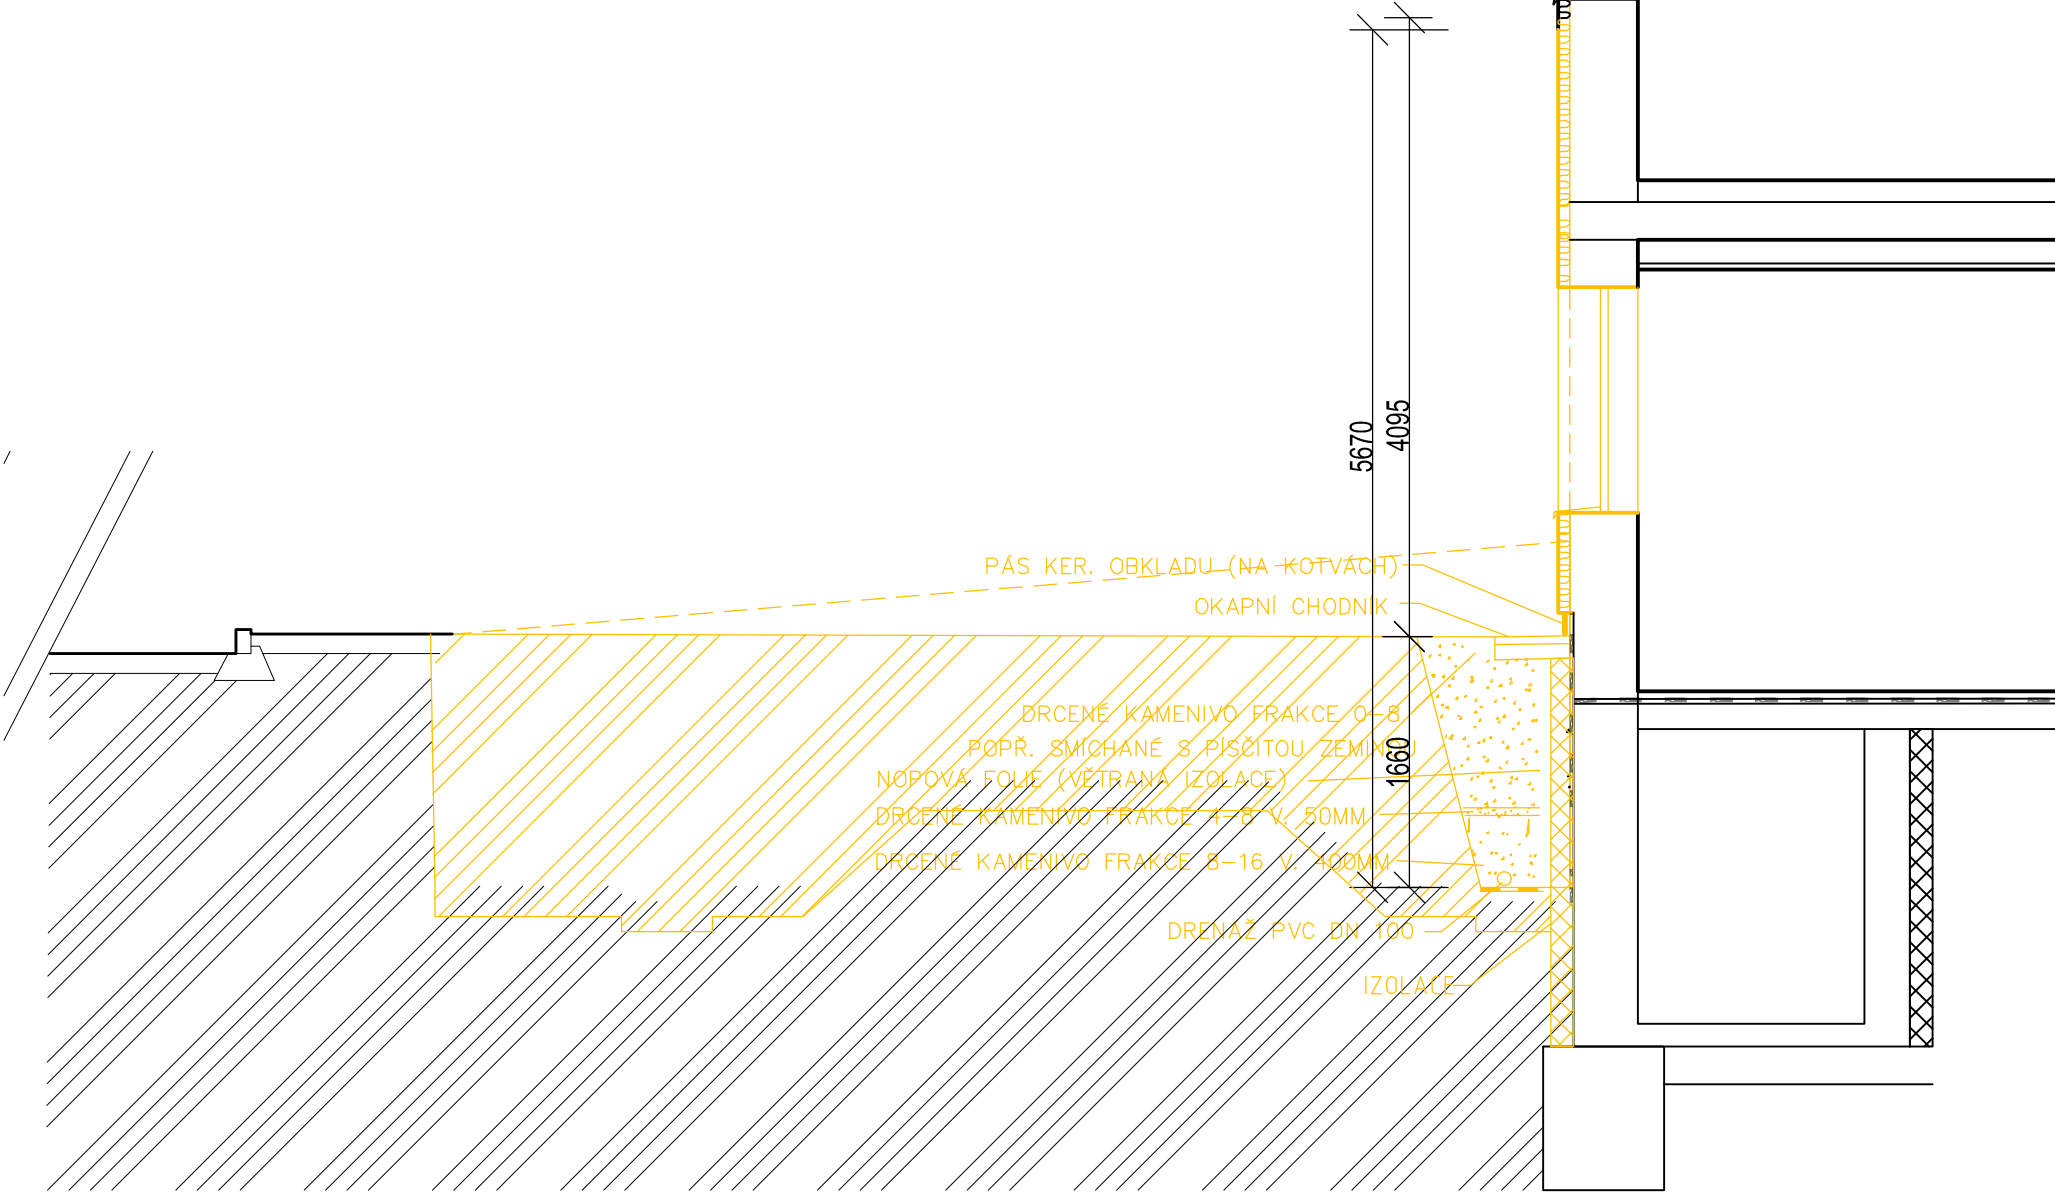 5670
4095
PÁS KER. OBKLADU (NA KOTVÁCH)
OKAPNÍ CHODNÍK
DRCENÉ KAMENIVO FRAKCE 0-8
POPŘ. SMÍCHANÉ S PÍSČITOU ZEMINOU
1660
NOPOVÁ FOLIE (VĚTRANÁ IZOLACE)
DRCENÉ KAMENIVO FRAKCE 4-8 V. 50MM
DRCENÉ KAMENIVO FRAKCE 8-16 V. 400MM
DRENAŽ PVC DN 100
IZOLACE